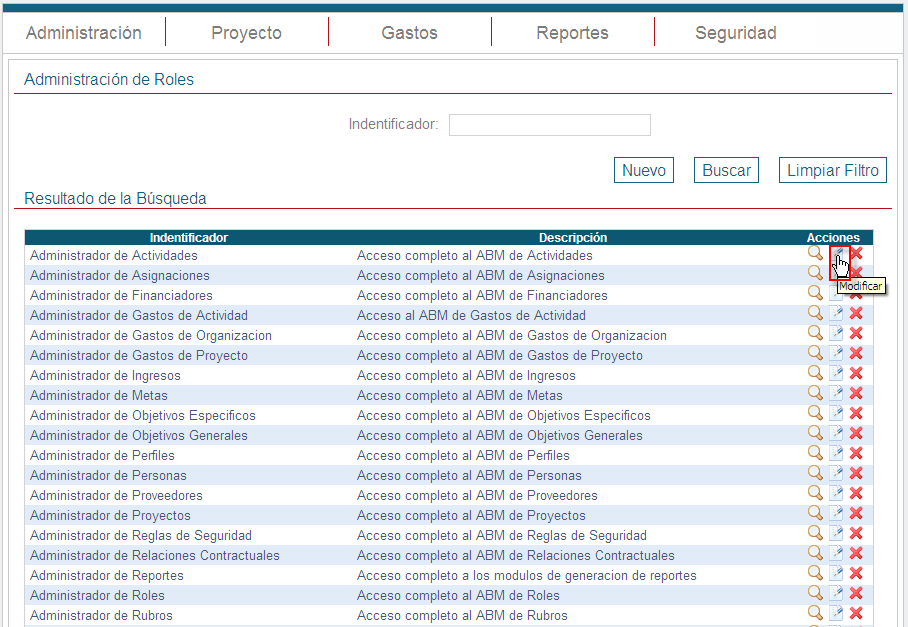 Administración Proyecto Gastos Reportes Seguridad
Administración de Roles
Indentificador:
Nuevo Buscar Limpiar Filtro
Resultado de la Búsqueda
Indentificador Descripción Acciones
Administrador de Actividades Acceso completo al ABM de Actividades
Administrador de Asignaciones Acceso completo al ABM de Asignaciones
Modificar
Administrador de Financiadores Acceso completo al ABM de Financiadores
Administrador de Gastos de Actividad Acceso al ABM de Gastos de Actividad
Administrador de Gastos de Organizacion Acceso completo al ABM de Gastos de Organizacion
Administrador de Gastos de Proyecto Acceso completo al ABM de Gastos de Proyecto
Administrador de Ingresos Acceso completo al ABM de Ingresos
Administrador de Metas Acceso completo al ABM de Metas
Administrador de Objetivos Especificos Acceso completo al ABM de Objetivos Especificos
Administrador de Objetivos Generales Acceso completo al ABM de Objetivos Generales
Administrador de Perfiles Acceso completo al ABM de Perfiles
Administrador de Personas Acceso completo al ABM de Personas
Administrador de Proveedores Acceso completo al ABM de Proveedores
Administrador de Proyectos Acceso completo al ABM de Proyectos
Administrador de Reglas de Seguridad Acceso completo al ABM de Reglas de Seguridad
Administrador de Relaciones Contractuales Acceso completo al ABM de Relaciones Contractuales
Administrador de Reportes Acceso completo a los modulos de generacion de reportes
Administrador de Roles Acceso completo al ABM de Roles
Administrador de Rubros Acceso completo al ABM de Rubros